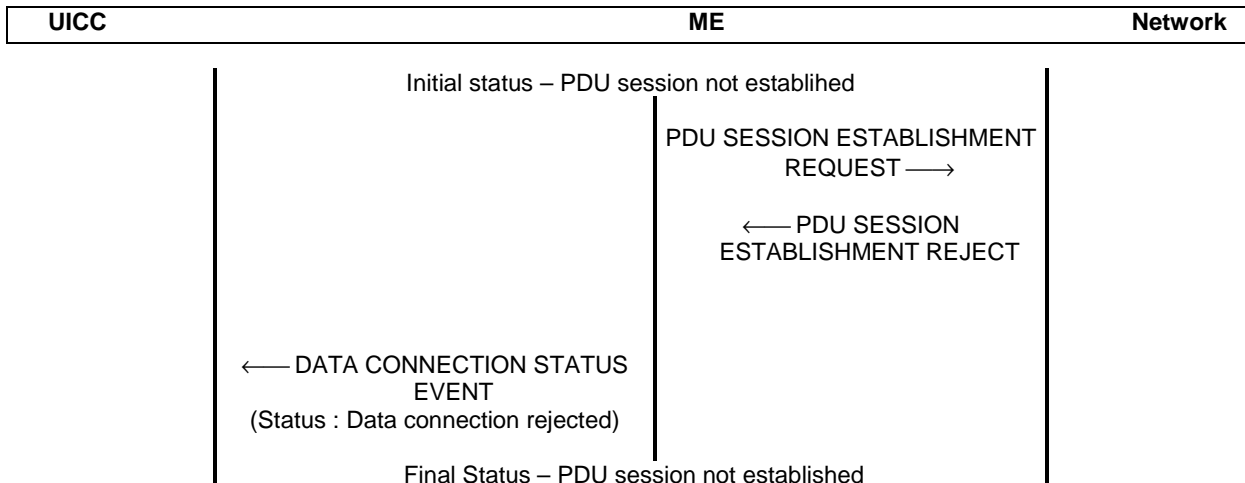 UICC ME Network
Initial status – PDU session not establihed
PDU SESSION ESTABLISHMENT
REQUEST ⟶
⟵ PDU SESSION
ESTABLISHMENT REJECT
⟵ DATA CONNECTION STATUS
EVENT
(Status : Data connection rejected)
Final Status – PDU session not established